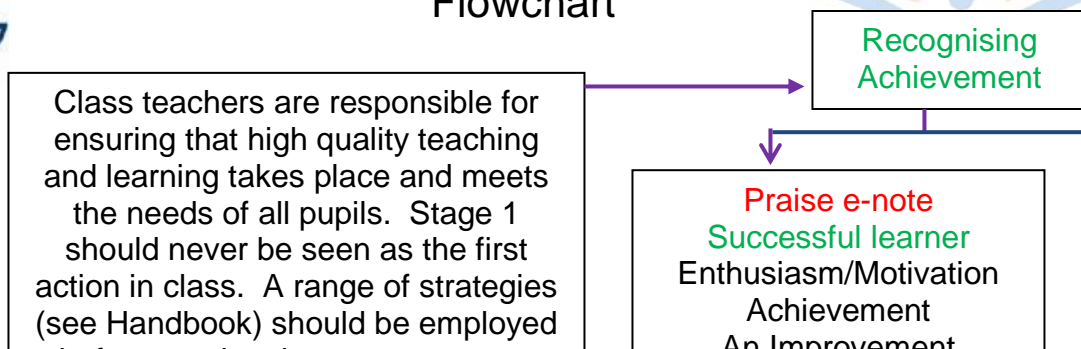 Flowchart
Recognising
Achievement
Class teachers are responsible for
ensuring that high quality teaching
and learning takes place and meets
the needs of all pupils.  Stage 1
should never be seen as the first
action in class.  A range of strategies
(see Handbook) should be employed
Praise e-note
Successful learner
Enthusiasm/Motivation
Achievement
An Improvement